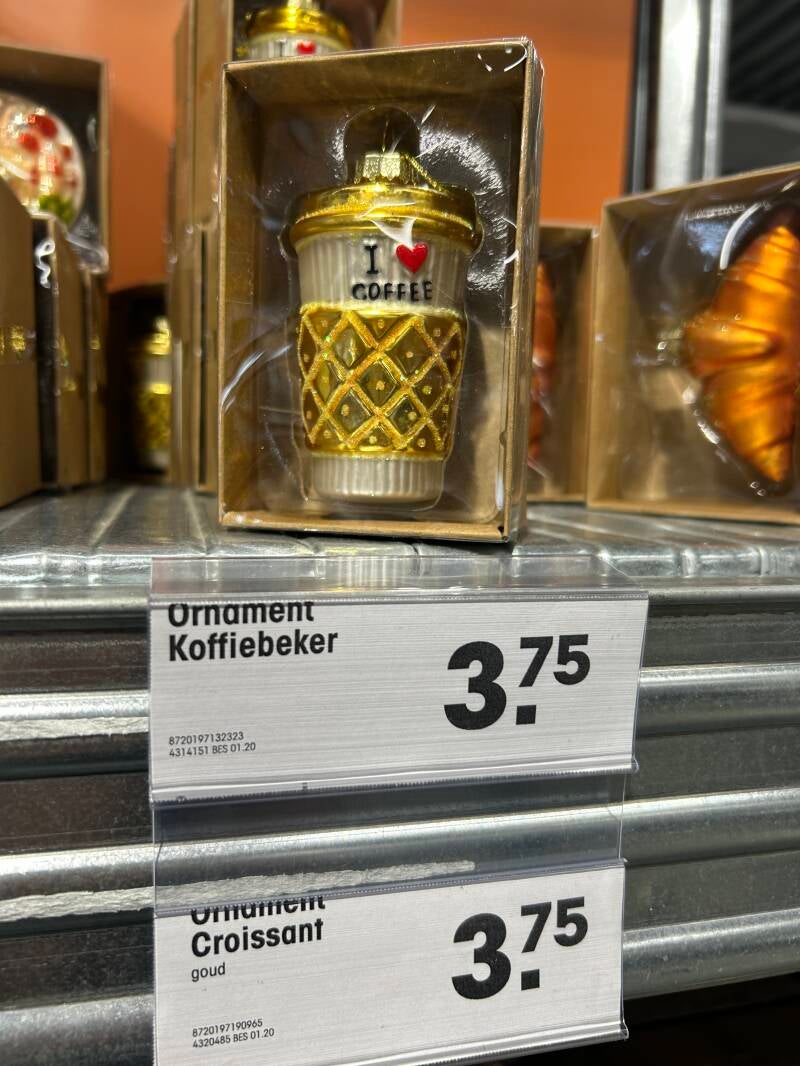 I ❤
I ❤
COFFEE
Ornament
Koffiebeker
3.75
8720197132323
4314151 BES 01.20
Ornament
Croissant
goud
3.75
8720197190965
4320485 BES 01.20